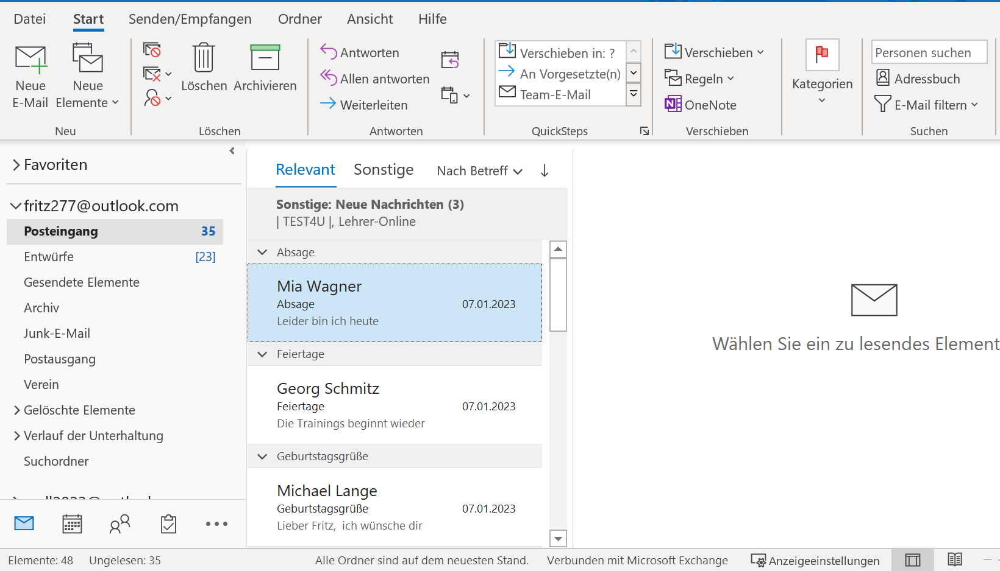 Datei Start Senden/Empfangen Ordner Ansicht Hilfe
Neue E-Mail
Neue Elemente
Neu
Löschen
Archivieren
Löschen
Antworten
Allen antworten
Weiterleiten
Antworten
Verschieben in: ?
An Vorgesetzte(n)
Team-E-Mail
QuickSteps
Verschieben
Regeln
OneNote
Verschieben
Kategorien
Personen suchen
Adressbuch
E-Mail filtern
Suchen
Favoriten
fritz277@outlook.com
Posteingang 35
Entwürfe [23]
Gesendete Elemente
Archiv
Junk-E-Mail
Postausgang
Verein
Gelöschte Elemente
Verlauf der Unterhaltung
Suchordner
Relevant Sonstige Nach Betreff
Sonstige: Neue Nachrichten (3)
| TEST4U |, Lehrer-Online
Absage
Mia Wagner
Absage 07.01.2023
Leider bin ich heute
Feiertage
Georg Schmitz
Feiertage 07.01.2023
Die Trainings beginnt wieder
Geburtstagsgrüße
Michael Lange
Geburtstagsgrüße 07.01.2023
Lieber Fritz, ich wünsche dir
Wählen Sie ein zu lesendes Element
Elemente: 48 Ungelesen: 35 Alle Ordner sind auf dem neuesten Stand. Verbunden mit Microsoft Exchange Anzeigeeinstellungen